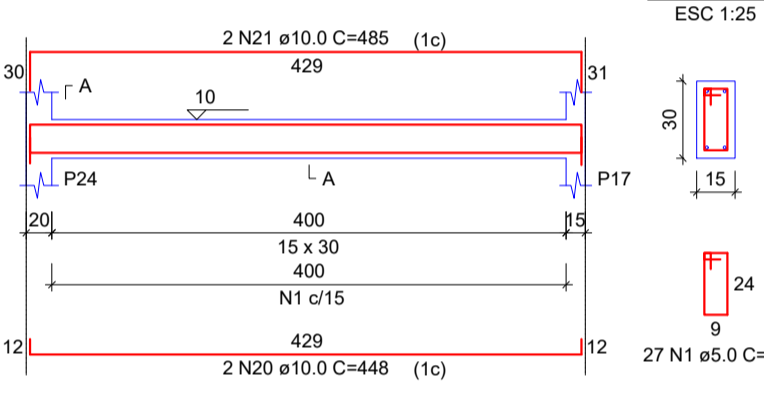 ESC 1:25
2 N21 ø10.0 C=485 (1c)
30
429
31
A
10
30
P24
A
P17
15
20
400
15
15 x 30
400
N1 c/15
24
9
12
429
12
27 N1 ø5.0 C=
2 N20 ø10.0 C=448 (1c)